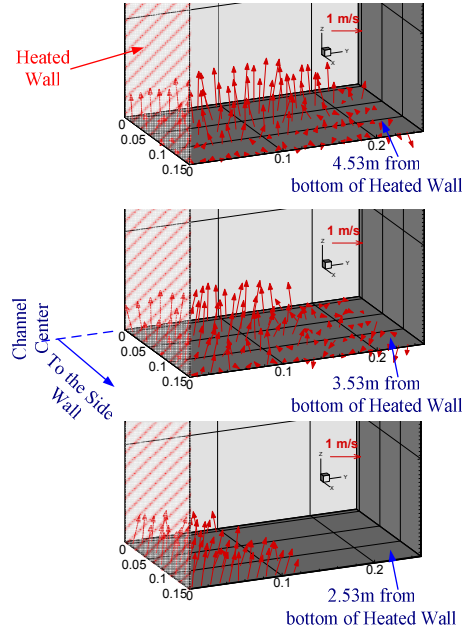 Heated
Wall
1 m/s
Z
Y
X
0
0.05
0.1
0.15
0.1
0.2
4.53m from
bottom of Heated Wall
1 m/s
Z
Y
X
0
0.05
0.1
0.15
0.1
0.2
Channel
Center
To the Side
Wall
3.53m from
bottom of Heated Wall
1 m/s
Z
Y
X
0
0.05
0.1
0.15
0.1
0.2
2.53m from
bottom of Heated Wall